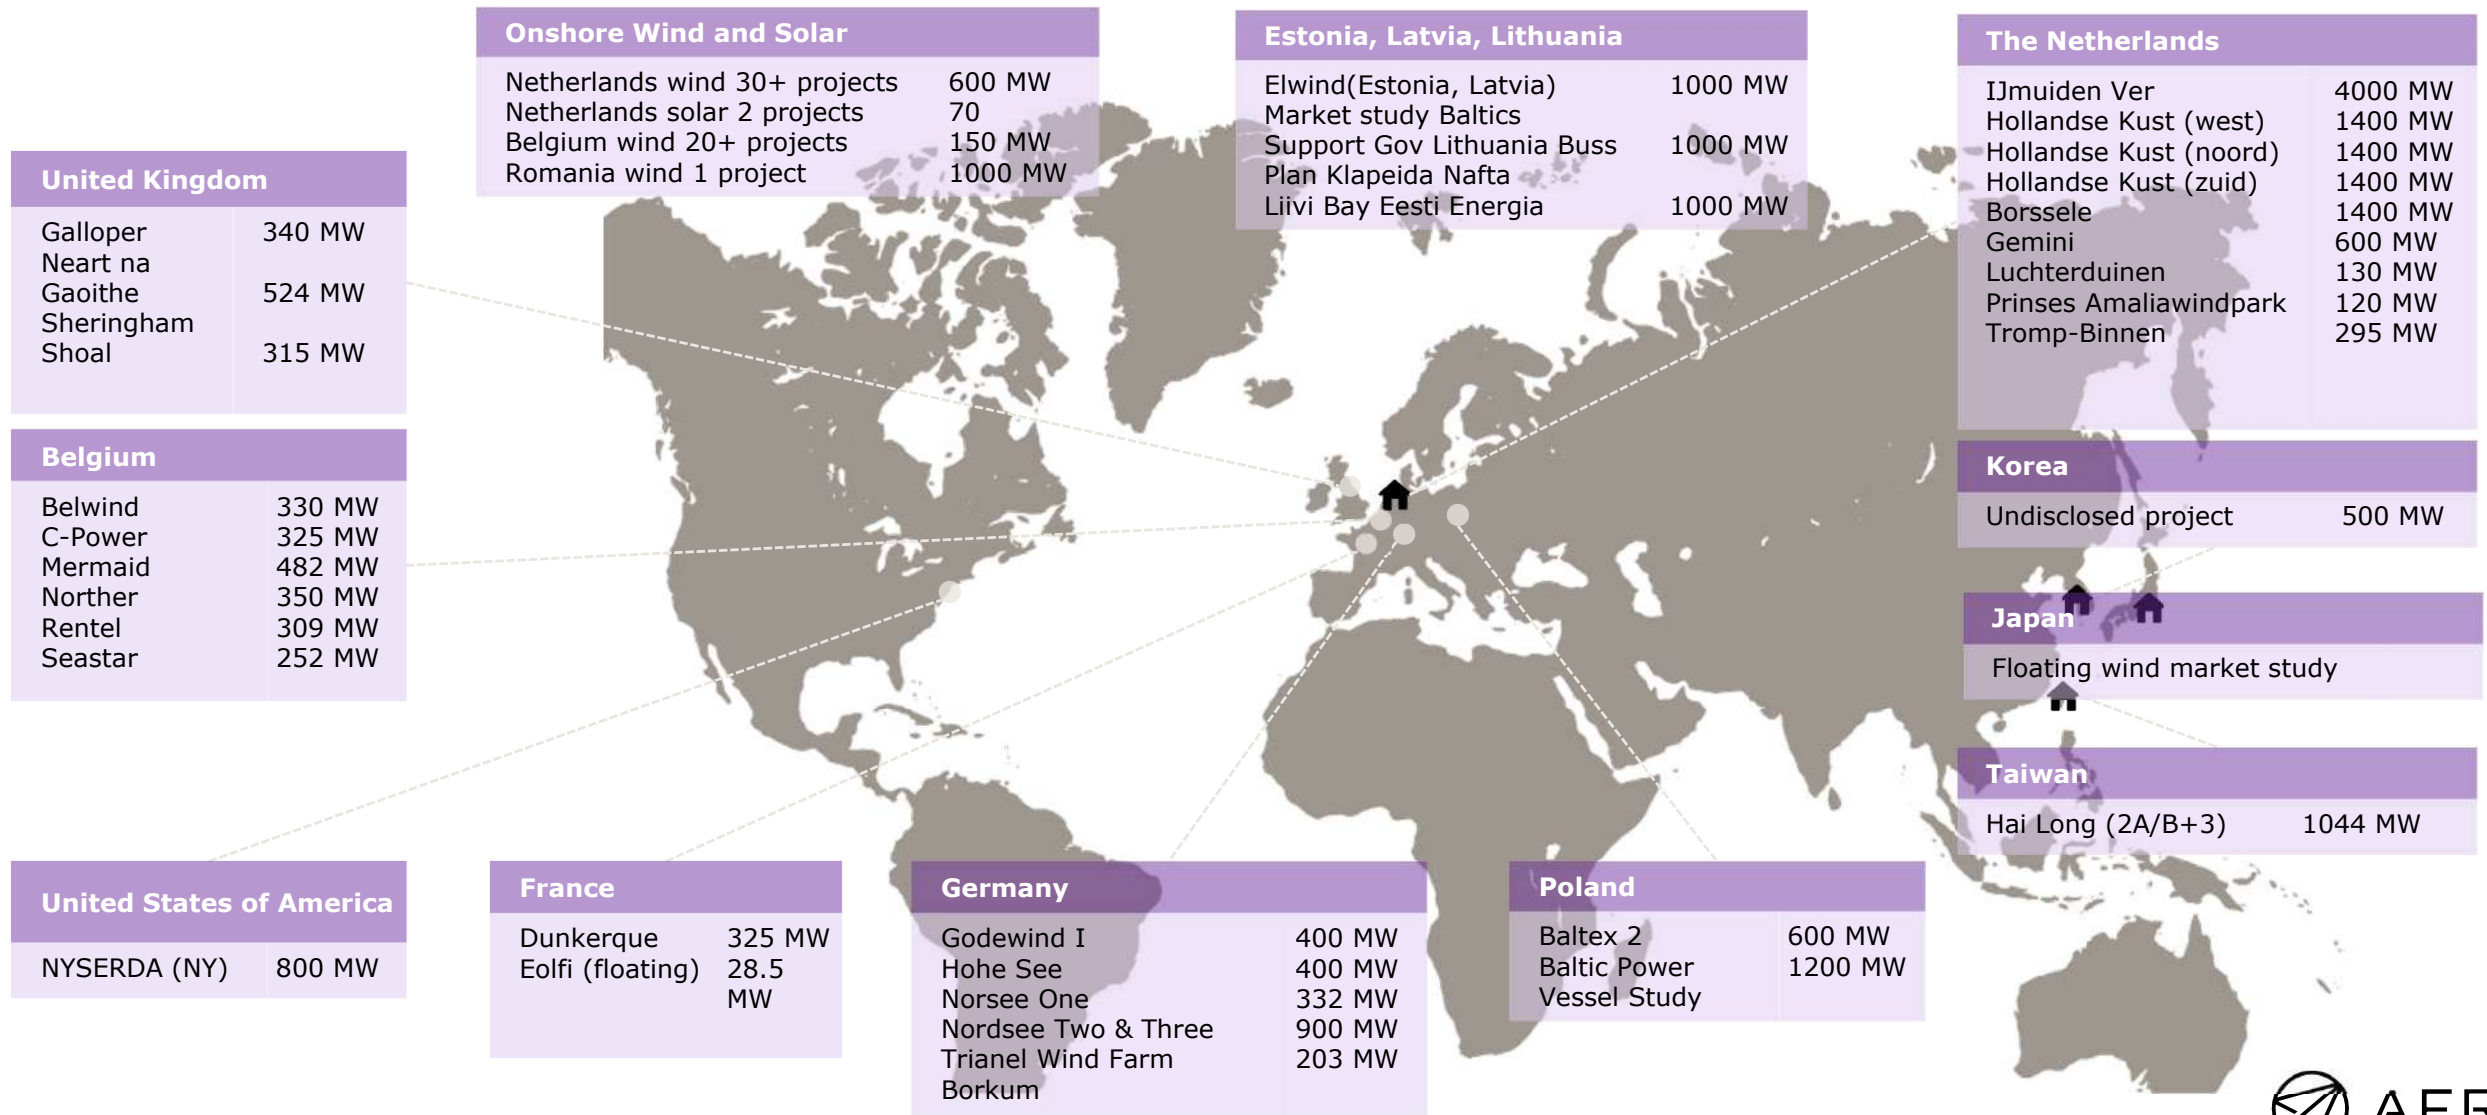 Onshore Wind and Solar
Netherlands wind 30+ projects 600 MW
Netherlands solar 2 projects 70
Belgium wind 20+ projects 150 MW
Romania wind 1 project 1000 MW
Estonia, Latvia, Lithuania
Elwind(Estonia, Latvia) 1000 MW
Market study Baltics
Support Gov Lithuania Buss 1000 MW
Plan Klapeida Nafta
Liivi Bay Eesti Energia 1000 MW
The Netherlands
IJmuiden Ver 4000 MW
Hollandse Kust (west) 1400 MW
Hollandse Kust (noord) 1400 MW
Hollandse Kust (zuid) 1400 MW
Borssele 1400 MW
Gemini 600 MW
Luchterduinen 130 MW
Prinses Amaliawindpark 120 MW
Tromp-Binnen 295 MW
United Kingdom
Galloper 340 MW
Neart na
Gaoithe 524 MW
Sheringham
Shoal 315 MW
Belgium
Belwind 330 MW
C-Power 325 MW
Mermaid 482 MW
Norther 350 MW
Rentel 309 MW
Seastar 252 MW
Korea
Undisclosed project 500 MW
Japan
Floating wind market study
Taiwan
Hai Long (2A/B+3) 1044 MW
United States of America
NYSERDA (NY) 800 MW
France
Dunkerque 325 MW
Eolfi (floating) 28.5
MW
Germany
Godewind I 400 MW
Hohe See 400 MW
Norsee One 332 MW
Nordsee Two & Three 900 MW
Trianel Wind Farm 203 MW
Borkum
Poland
Baltex 2 600 MW
Baltic Power 1200 MW
Vessel Study